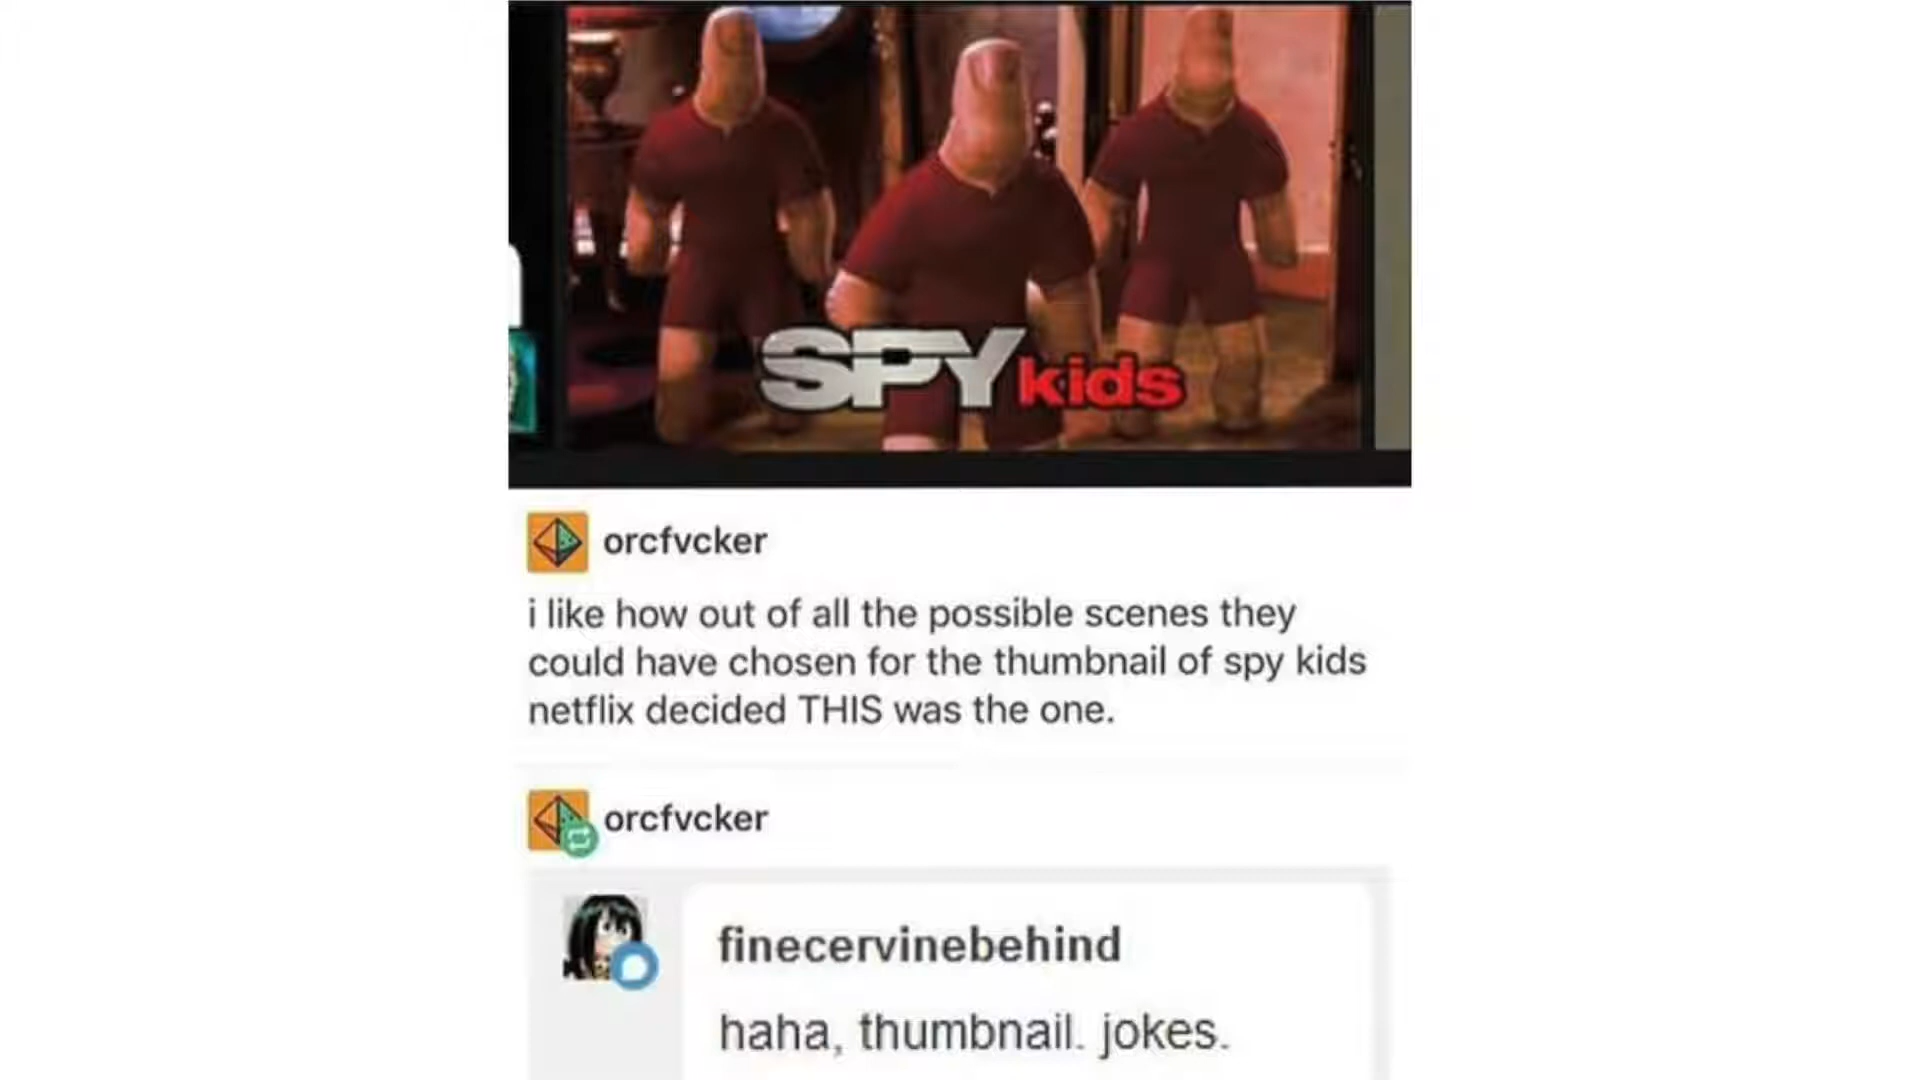 SPY kids
orcfvcker
i like how out of all the possible scenes they
could have chosen for the thumbnail of spy kids
netflix decided THIS was the one.
orcfvcker
finecervinebehind
haha, thumbnail. jokes.